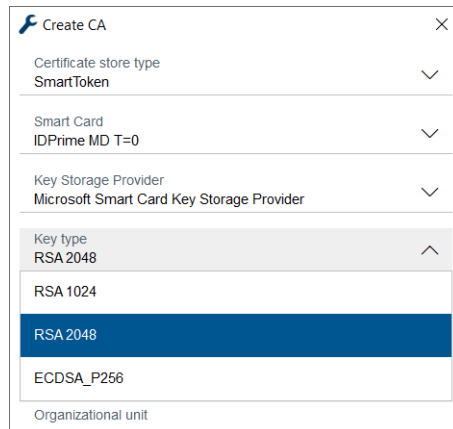 Create CA
Certificate store type
SmartToken
Smart Card
IDPrime MD T=0
Key Storage Provider
Microsoft Smart Card Key Storage Provider
Key type
RSA 2048
RSA 1024
RSA 2048
ECDSA_P256
Organizational unit